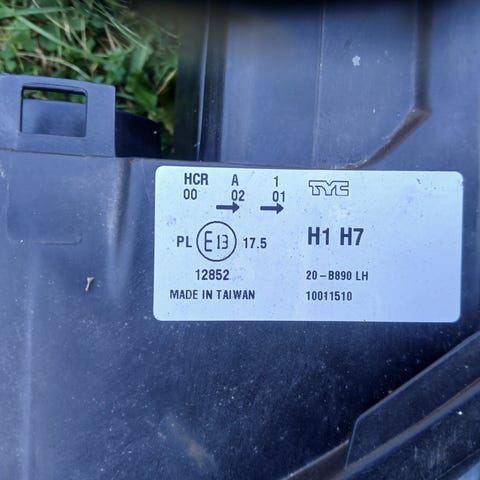 HCR A 1 TYC
00 02 01
→ →
PL E13 17.5 H1 H7
12852 20-B890 LH
MADE IN TAIWAN 10011510